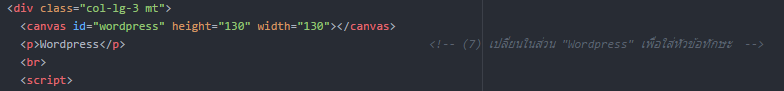 <div class="col-lg-3 mt">
<canvas id="wordpress" height="130" width="130"></canvas>
<p>Wordpress</p> <!-- (7) เปลี่ยนในส่วน "Wordpress" เพื่อใส่หัวข้อทักษะ -->
<br>
<script>